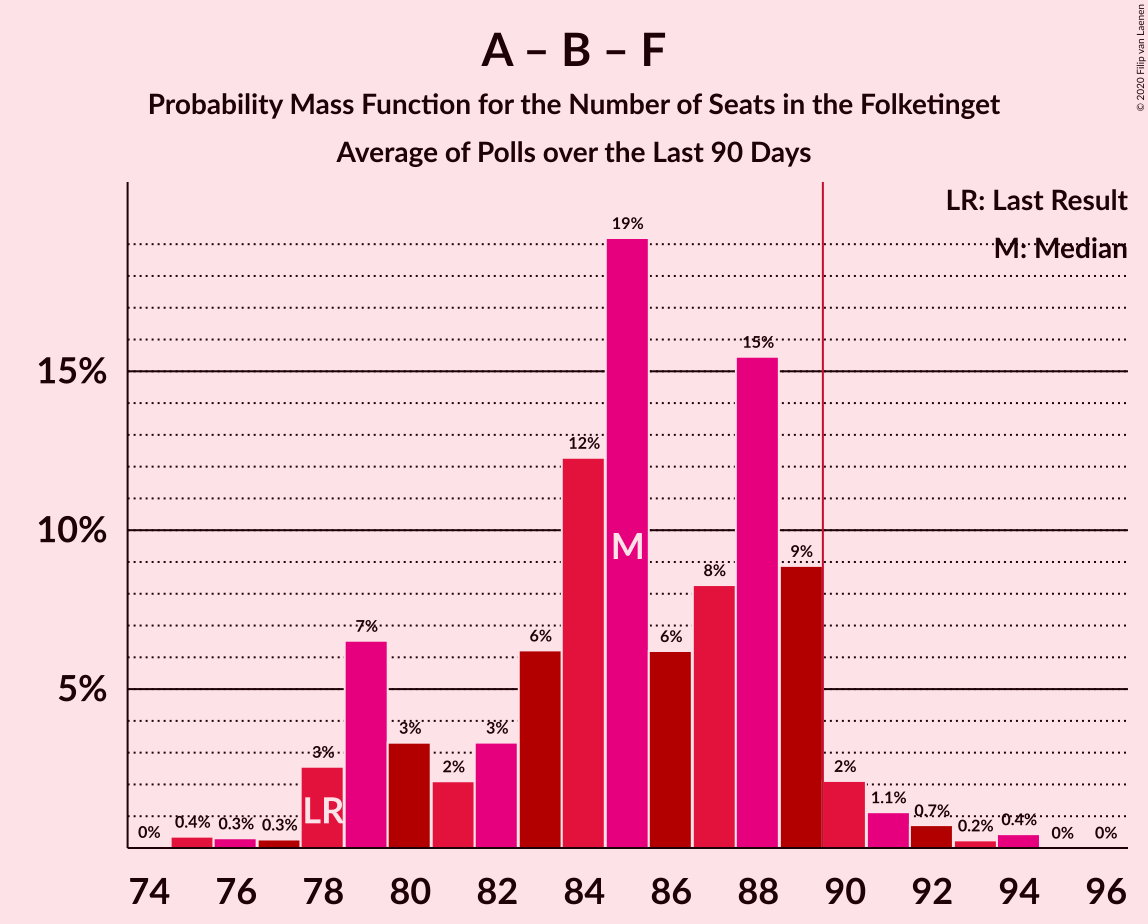 A – B – F
Probability Mass Function for the Number of Seats in the Folketinget
Average of Polls over the Last 90 Days
© 2020 Filip van Laenen
LR: Last Result
M: Median
15%
10%
5%
0%
0.4%
0.3%
0.3%
3%
7%
3%
2%
3%
6%
12%
19%
6%
8%
15%
9%
2%
1.1%
0.7%
0.2%
0.4%
0%
0%
LR
M
74 76 78 80 82 84 86 88 90 92 94 96